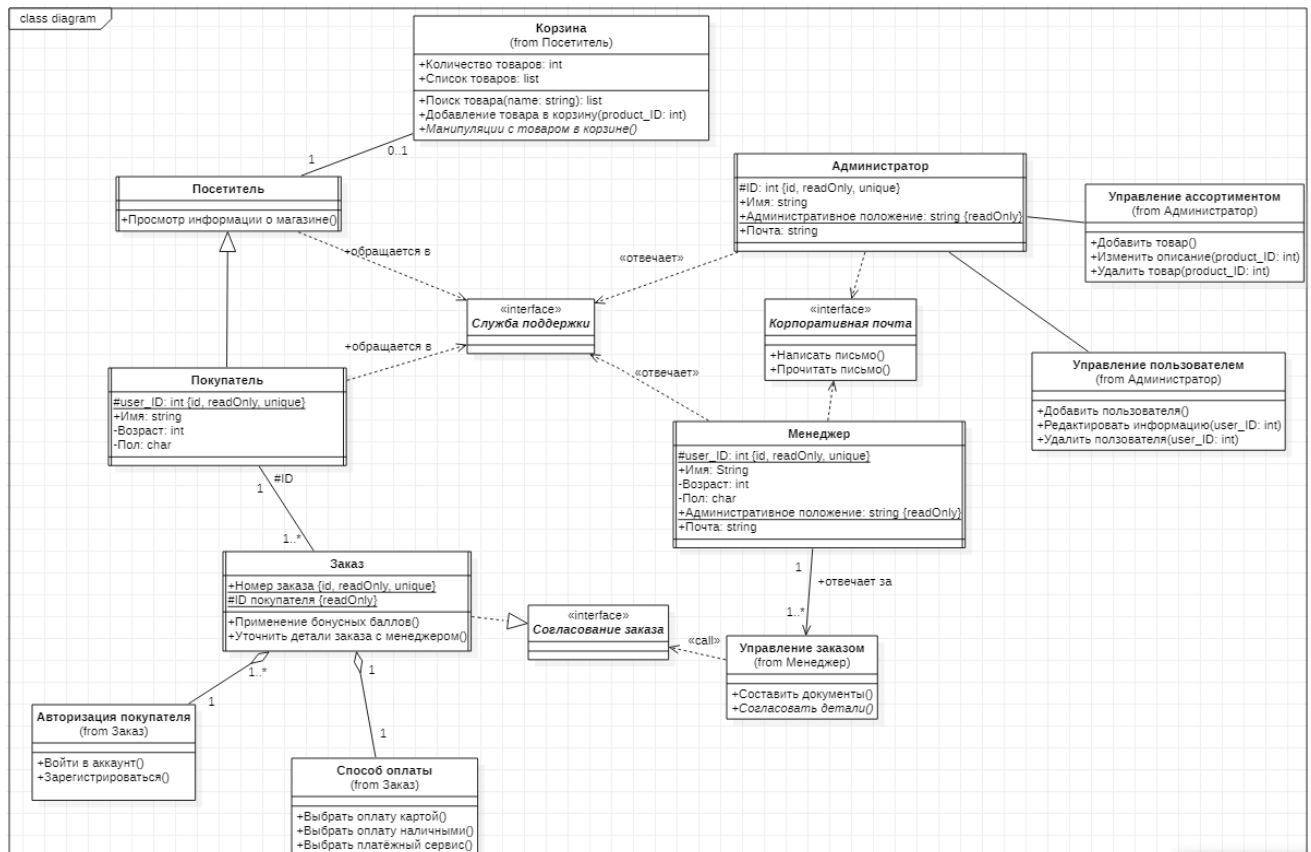 class diagram
Корзина
(from Посетитель)
+Количество товаров: int
+Список товаров: list
+Поиск товара(name: string): list
+Добавление товара в корзину(product_ID: int)
+Манипуляции с товаром в корзине()
1
0..1
Посетитель
+Просмотр информации о магазине()
Администратор
#ID: int {id, readOnly, unique}
+Имя: string
+Административное положение: string {readOnly}
+Почта: string
Управление ассортиментом
(from Администратор)
+Добавить товар()
+Изменить описание(product_ID: int)
+Удалить товар(product_ID: int)
+обращается в
«отвечает»
«interface»
Служба поддержки
«interface»
Корпоративная почта
+Написать письмо()
+Прочитать письмо()
+обращается в
«отвечает»
Управление пользователем
(from Администратор)
+Добавить пользователя()
+Редактировать информацию(user_ID: int)
+Удалить ползователя(user_ID: int)
Покупатель
#user_ID: int {id, readOnly, unique}
+Имя: string
-Возраст: int
-Пол: char
Менеджер
#user_ID: int {id, readOnly, unique}
+Имя: String
-Возраст: int
-Пол: char
+Административное положение: string {readOnly}
+Почта: string
#ID
1
1..*
Заказ
+Номер заказа {id, readOnly, unique}
#ID покупателя {readOnly}
+Применение бонусных баллов()
+Уточнить детали заказа с менеджером()
1
+отвечает за
1..*
«interface»
Согласование заказа
«call»
Управление заказом
(from Менеджер)
+Составить документы()
+Согласовать детали()
1..*
1
1
1
Авторизация покупателя
(from Заказ)
+Войти в аккаунт()
+Зарегистрироваться()
Способ оплаты
(from Заказ)
+Выбрать оплату картой()
+Выбрать оплату наличными()
+Выбрать платёжный сервис()